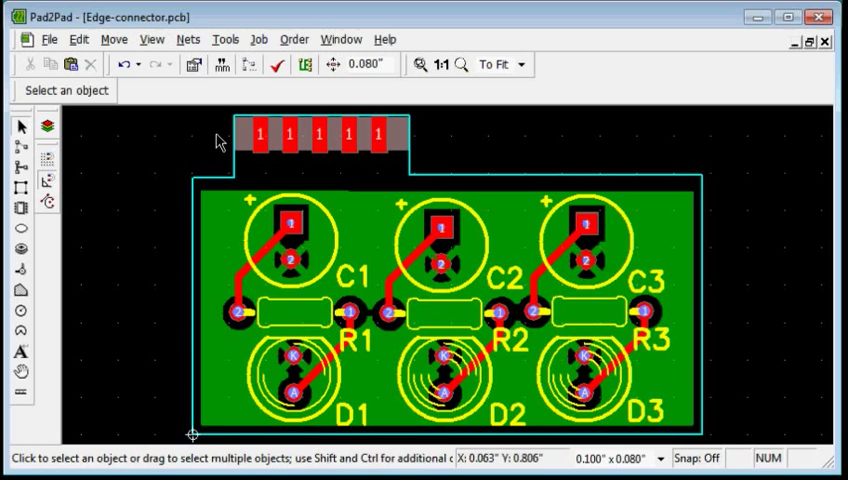 Pad2Pad - [Edge-connector.pcb]
File Edit Move View Nets Tools Job Order Window Help
0.080" 1:1 To Fit
Select an object
1 1 1 1 1
+ + +
1 1 1
2 2 2
C1 C2 C3
2 1 2 1 2 1
R1 R2 R3
K K K
A A A
D1 D2 D3
Click to select an object or drag to select multiple objects; use Shift and Ctrl for additional c X: 0.063" Y: 0.806" 0.100" x 0.080" Snap: Off NUM